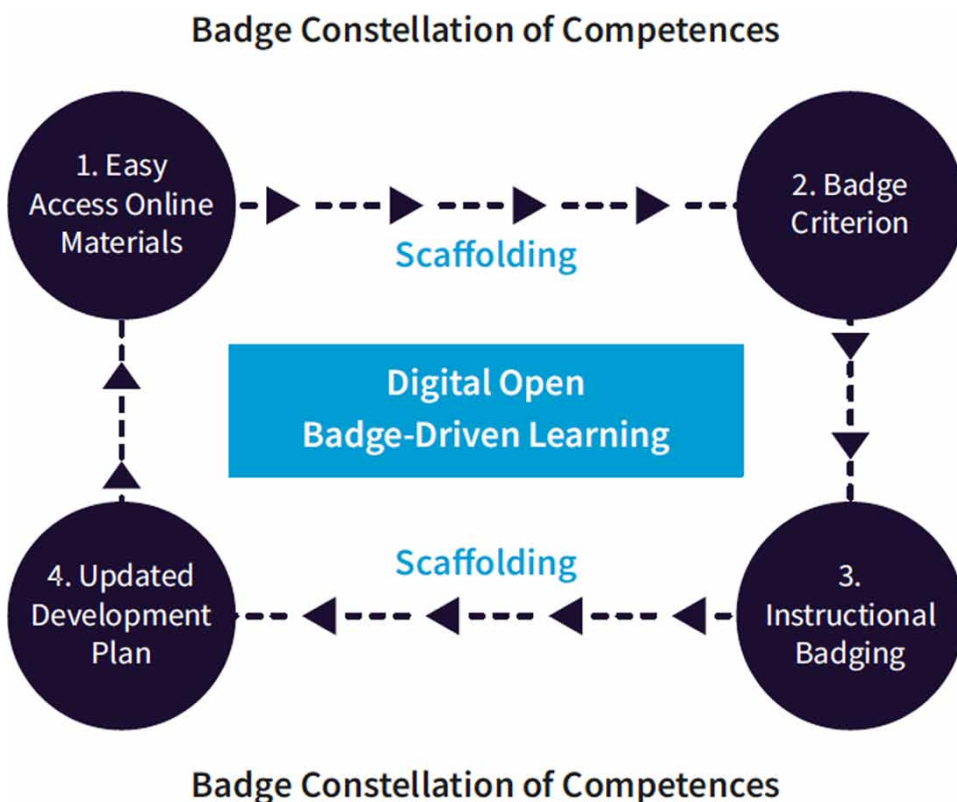 Badge Constellation of Competences
1. Easy
Access Online
Materials
2. Badge
Criterion
Scaffolding
Digital Open
Badge-Driven Learning
Scaffolding
4. Updated
Development
Plan
3.
Instructional
Badging
Badge Constellation of Competences